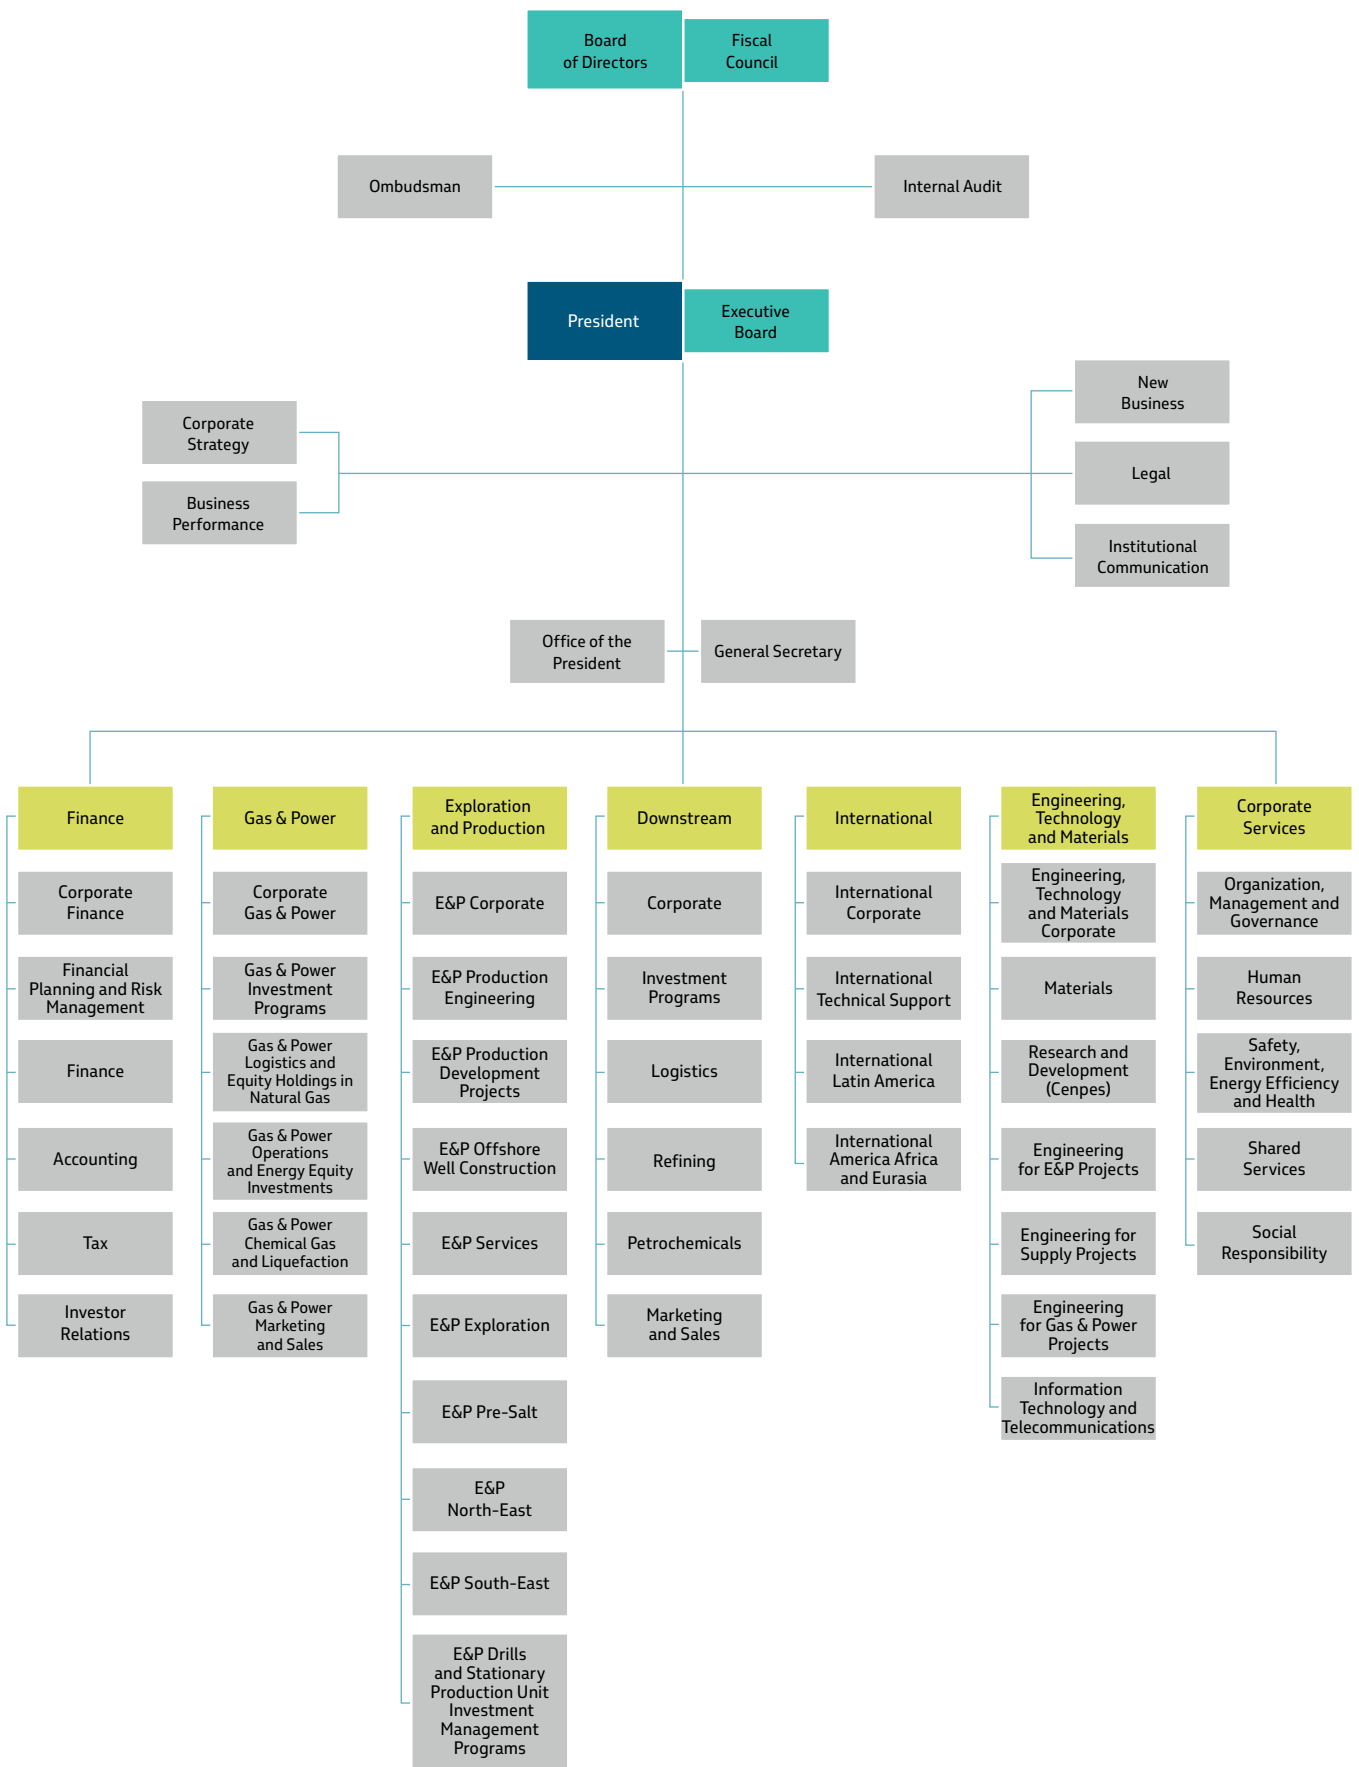 Board
of Directors
Fiscal
Council
Ombudsman
Internal Audit
President
Executive
Board
Corporate
Strategy
Business
Performance
New
Business
Legal
Institutional
Communication
Office of the
President
General Secretary
Finance
Corporate
Finance
Financial
Planning and Risk
Management
Finance
Accounting
Tax
Investor
Relations
Gas & Power
Corporate
Gas & Power
Gas & Power
Investment
Programs
Gas & Power
Logistics and
Equity Holdings in
Natural Gas
Gas & Power
Operations
and Energy Equity
Investments
Gas & Power
Chemical Gas
and Liquefaction
Gas & Power
Marketing
and Sales
Exploration
and Production
E&P Corporate
E&P Production
Engineering
E&P Production
Development
Projects
E&P Offshore
Well Construction
E&P Services
E&P Exploration
E&P Pre-Salt
E&P
North-East
E&P South-East
E&P Drills
and Stationary
Production Unit
Investment
Management
Programs
Downstream
Corporate
Investment
Programs
Logistics
Refining
Petrochemicals
Marketing
and Sales
International
International
Corporate
International
Technical Support
International
Latin America
International
America Africa
and Eurasia
Engineering,
Technology
and Materials
Engineering,
Technology
and Materials
Corporate
Materials
Research and
Development
(Cenpes)
Engineering
for E&P Projects
Engineering for
Supply Projects
Engineering
for Gas & Power
Projects
Information
Technology and
Telecommunications
Corporate
Services
Organization,
Management and
Governance
Human
Resources
Safety,
Environment,
Energy Efficiency
and Health
Shared
Services
Social
Responsibility